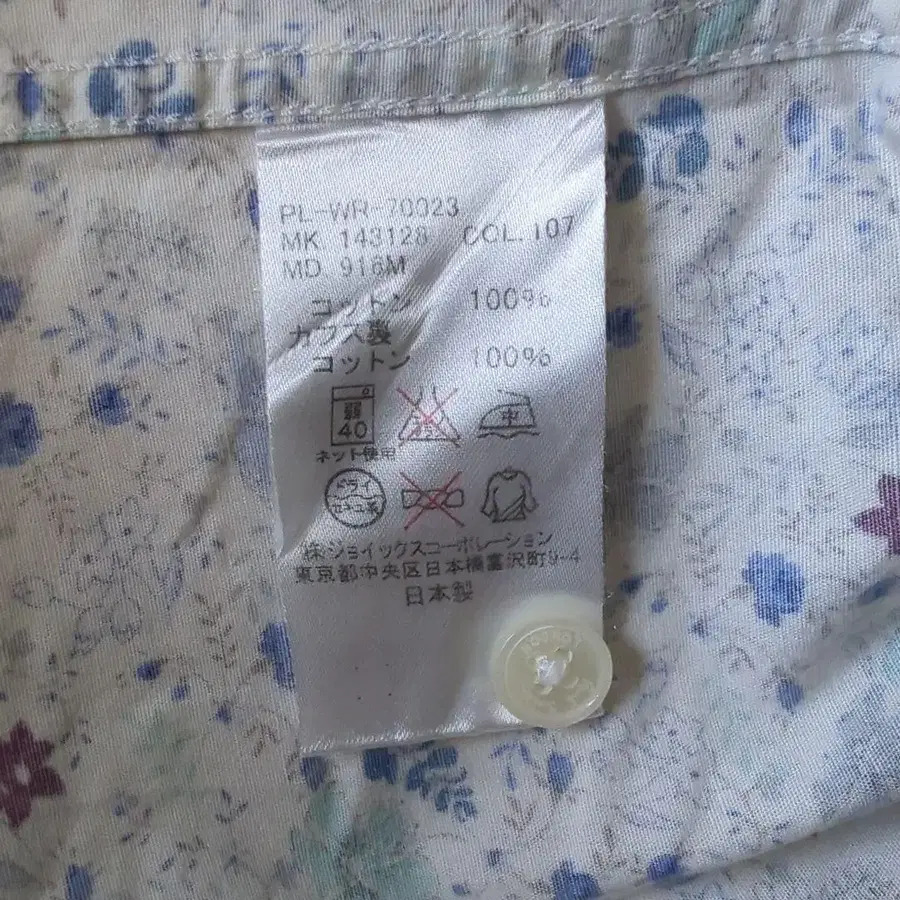 PL-WR-70023
MK. 143128 COL. 107
MD. 916M
コットン 100%
カフス裏
コットン 100%
弱
40
中
ネット使用
ドライ
セキユ系
㈱ジョイックスコーポレーション
東京都中央区日本橋富沢町9-4
日本製